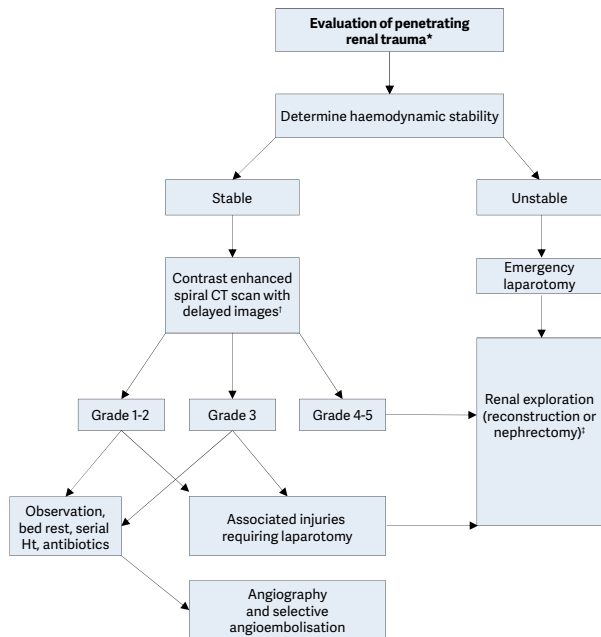 Evaluation of penetrating
renal trauma*
Determine haemodynamic stability
Stable
Unstable
Contrast enhanced
spiral CT scan with
delayed images†
Emergency
laparotomy
Grade 1-2
Grade 3
Grade 4-5
Renal exploration
(reconstruction or
nephrectomy)‡
Observation,
bed rest, serial
Ht, antibiotics
Associated injuries
requiring laparotomy
Angiography
and selective
angioembolisation